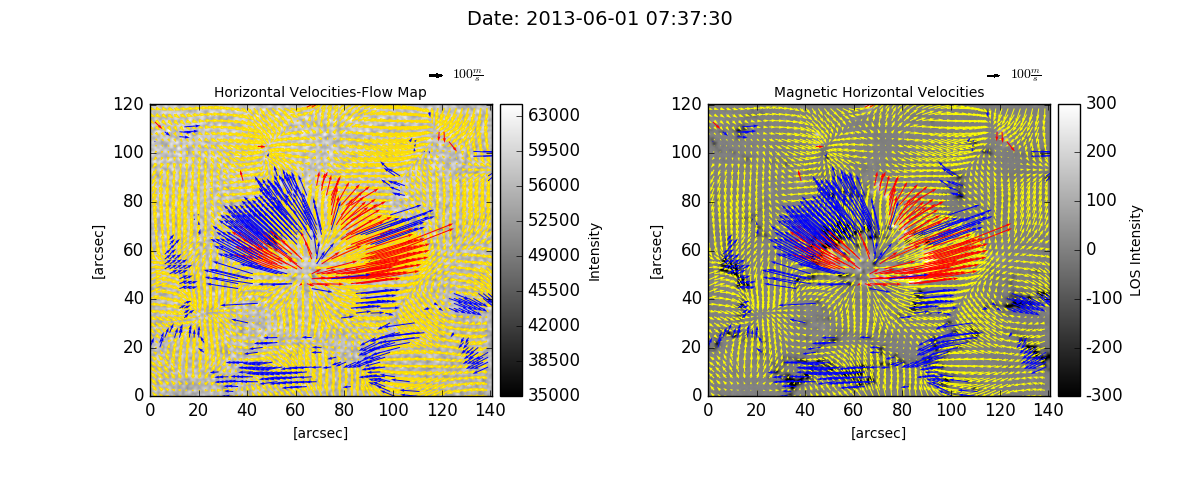 Date: 2013-06-01 07:37:30
100 m/s
Horizontal Velocities-Flow Map
120
100
80
60
40
20
0
0 20 40 60 80 100 120 140
[arcsec]
[arcsec]
63000
59500
56000
52500
49000
45500
42000
38500
35000
Intensity
100 m/s
Magnetic Horizontal Velocities
120
100
80
60
40
20
0
0 20 40 60 80 100 120 140
[arcsec]
[arcsec]
300
200
100
0
-100
-200
-300
LOS Intensity